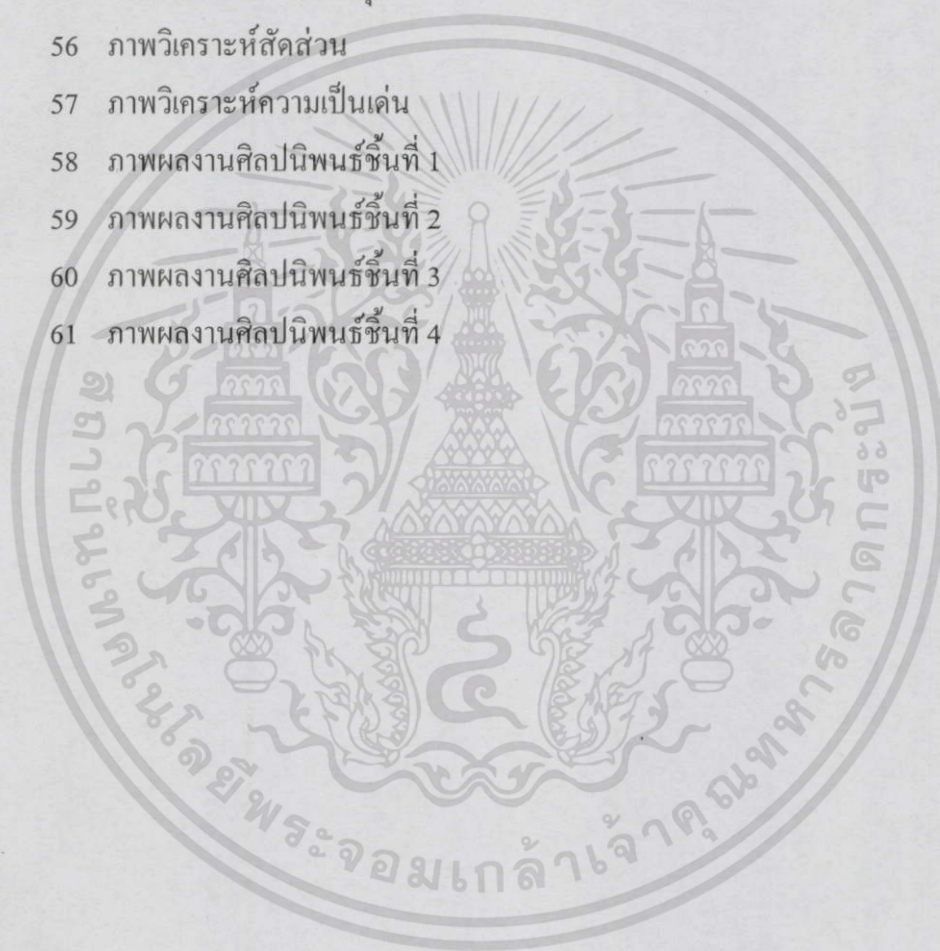 56 ภาพวิเคราะห์สัดส่วน
57 ภาพวิเคราะห์ความเป็นเด่น
58 ภาพผลงานศิลปนิพนธ์ชิ้นที่ 1
59 ภาพผลงานศิลปนิพนธ์ชิ้นที่ 2
60 ภาพผลงานศิลปนิพนธ์ชิ้นที่ 3
61 ภาพผลงานศิลปนิพนธ์ชิ้นที่ 4
สถาบันเทคโนโลยีพระจอมเกล้าเจ้าคุณทหารลาดกระบัง